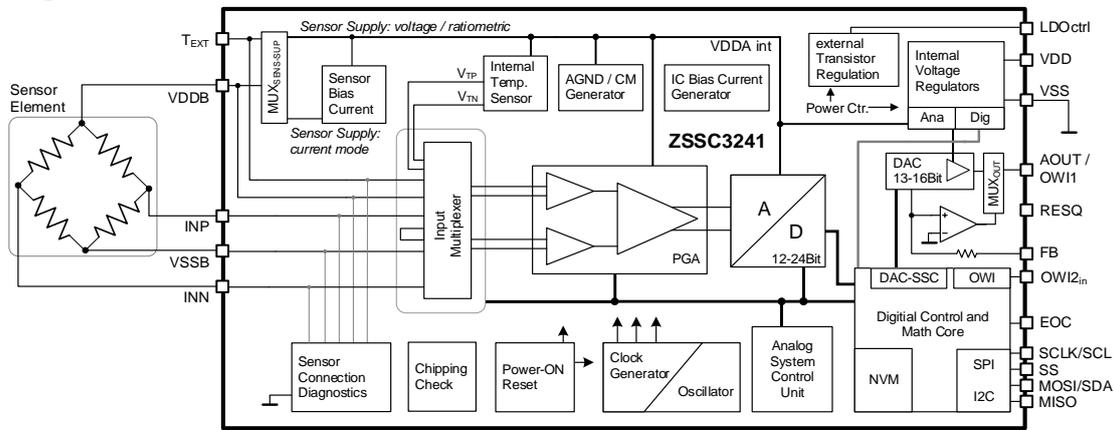 Sensor Supply: voltage / ratiometric
LDOctrl
TEXT
VDDB
Sensor
Element
INP
VSSB
INN
MUXSENS-SUP
Sensor
Bias
Current
Sensor Supply:
current mode
VTP
VTN
Internal
Temp.
Sensor
AGND / CM
Generator
VDDA int
IC Bias Current
Generator
external
Transistor
Regulation
Power Ctr.
Internal
Voltage
Regulators
Ana
Dig
VDD
VSS
ZSSC3241
Input
Multiplexer
PGA
A
D
12-24Bit
DAC
13-16Bit
MUXOUT
AOUT /
OWI1
RESQ
+
-
FB
DAC-SSC
OWI
OWI2in
Digitial Control and
Math Core
EOC
NVM
SPI
I2C
SCLK/SCL
SS
MOSI/SDA
MISO
Sensor
Connection
Diagnostics
Chipping
Check
Power-ON
Reset
Clock
Generator
Oscillator
Analog
System
Control
Unit